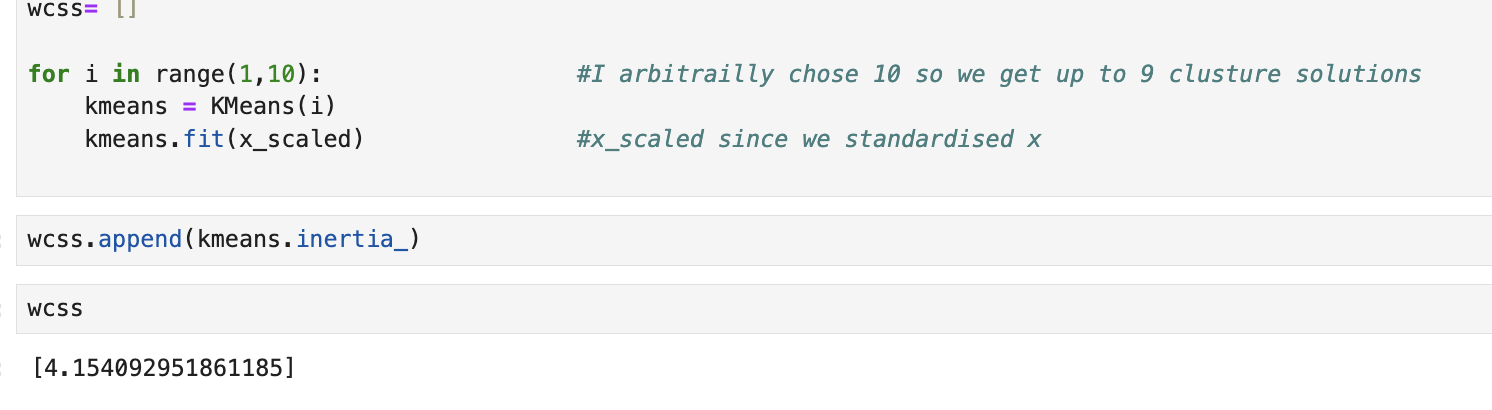 wcss= []
for i in range(1,10): #I arbitrailly chose 10 so we get up to 9 clusture solutions
kmeans = KMeans(i)
kmeans.fit(x_scaled) #x_scaled since we standardised x
wcss.append(kmeans.inertia_)
wcss
[4.154092951861185]